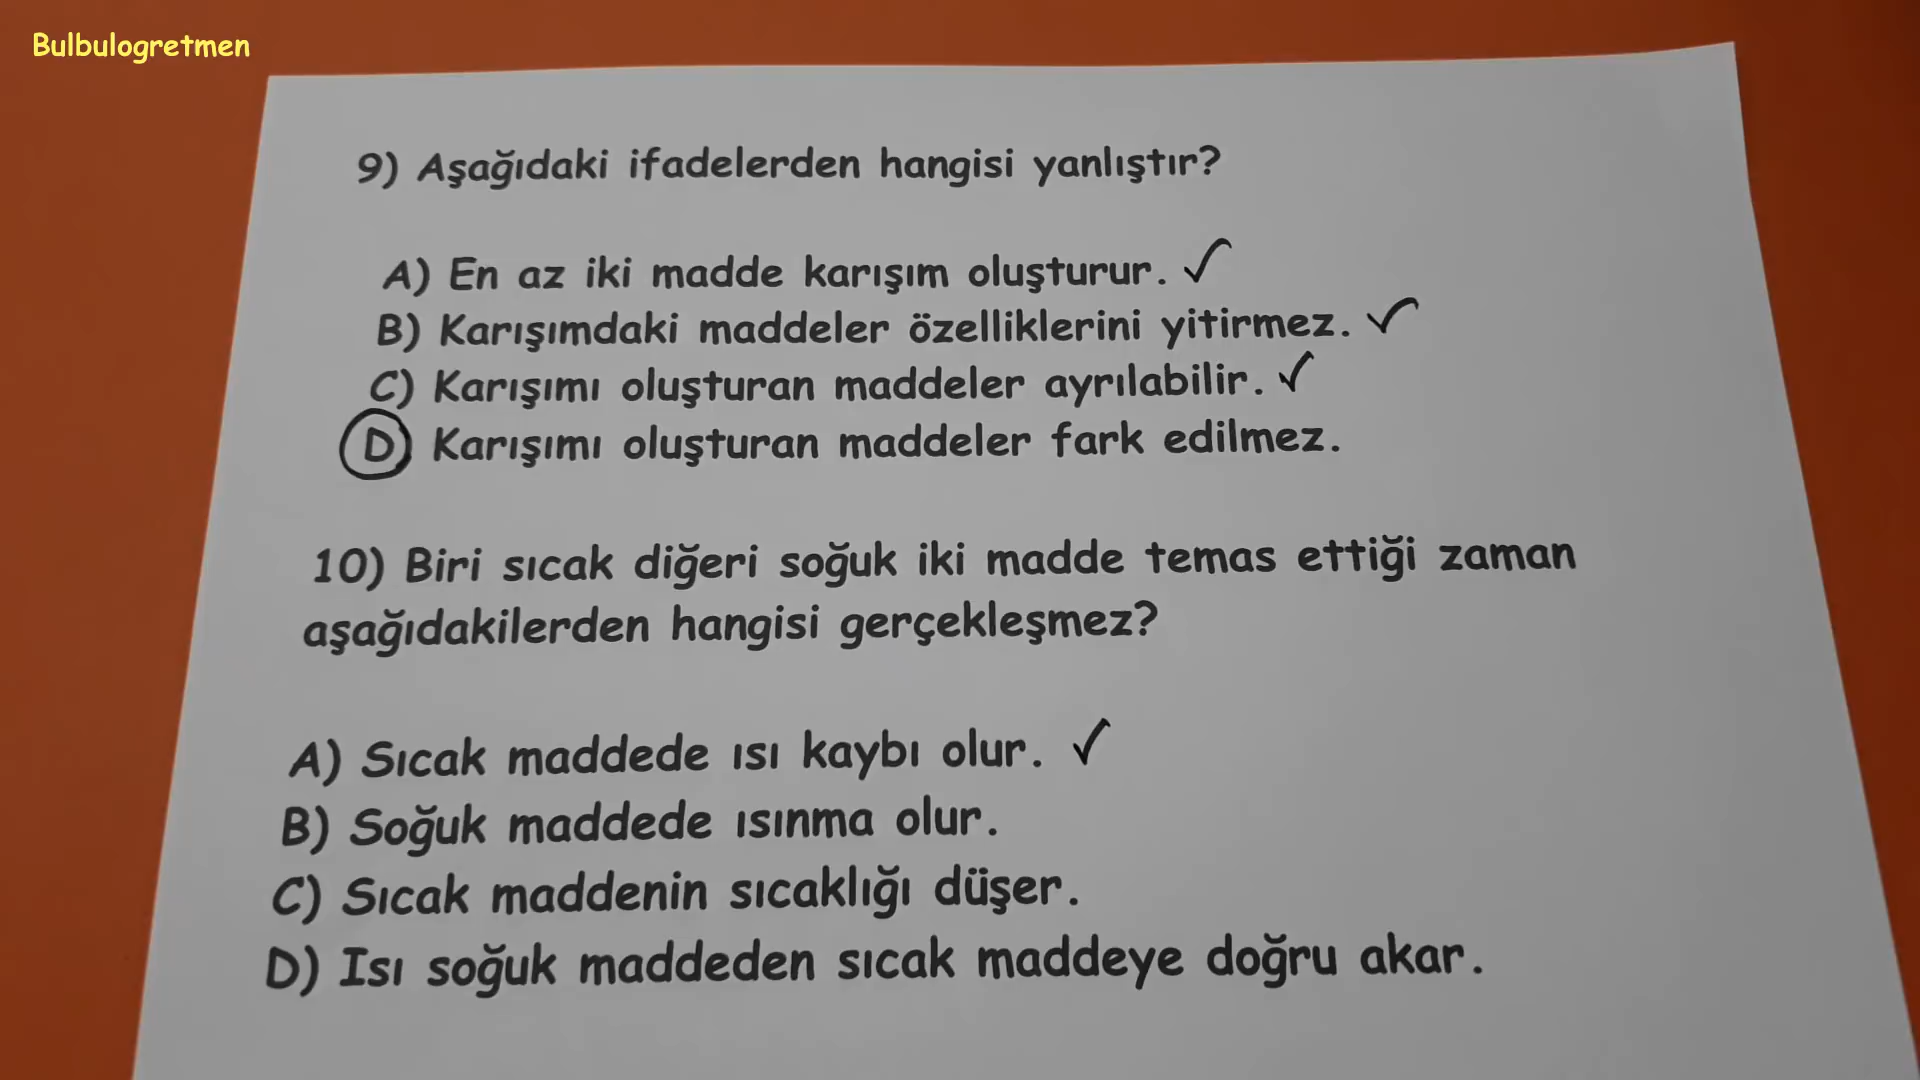 Bulbulogretmen
9) Aşağıdaki ifadelerden hangisi yanlıştır?
A) En az iki madde karışım oluşturur. ✓
B) Karışımdaki maddeler özelliklerini yitirmez. ✓
C) Karışımı oluşturan maddeler ayrılabilir. ✓
D) Karışımı oluşturan maddeler fark edilmez.
10) Biri sıcak diğeri soğuk iki madde temas ettiği zaman
aşağıdakilerden hangisi gerçekleşmez?
A) Sıcak maddede ısı kaybı olur. ✓
B) Soğuk maddede ısınma olur.
C) Sıcak maddenin sıcaklığı düşer.
D) Isı soğuk maddeden sıcak maddeye doğru akar.